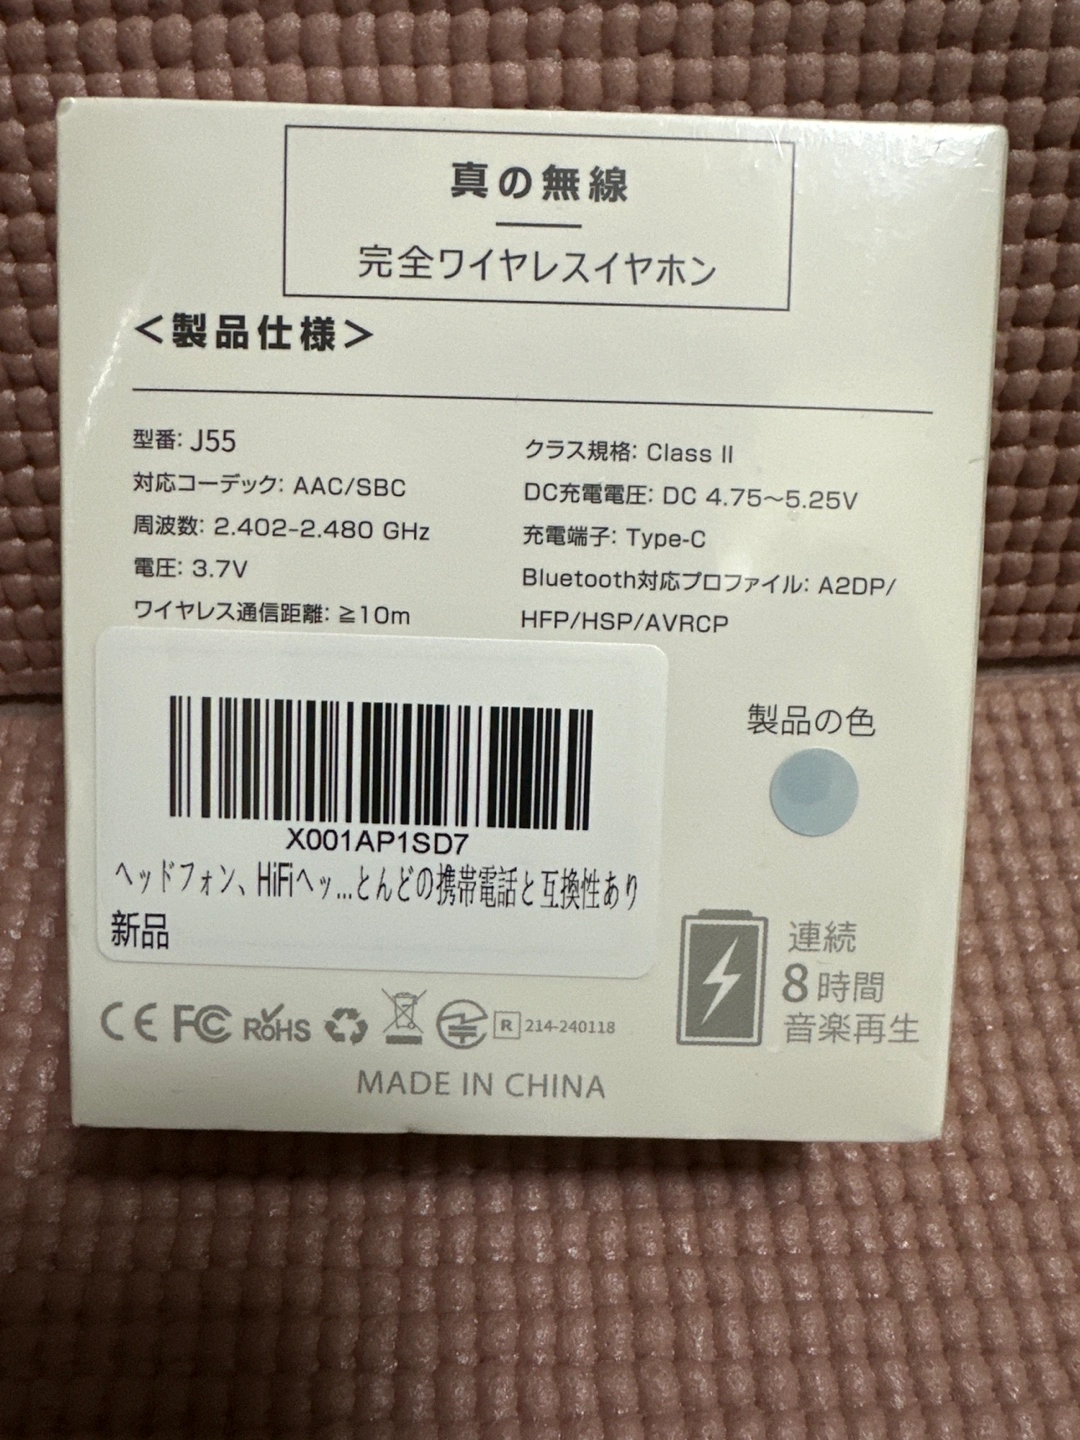 真の無線
完全ワイヤレスイヤホン
＜製品仕様＞
型番: J55
対応コーデック: AAC/SBC
周波数: 2.402-2.480 GHz
電圧: 3.7V
ワイヤレス通信距離: ≧10m
クラス規格: Class II
DC充電電圧: DC 4.75〜5.25V
充電端子: Type-C
Bluetooth対応プロファイル: A2DP/
HFP/HSP/AVRCP
X001AP1SD7
ヘッドフォン、HiFiヘッ...とんどの携帯電話と互換性あり
新品
製品の色
連続
8時間
音楽再生
CE FC RoHS R 214-240118
MADE IN CHINA